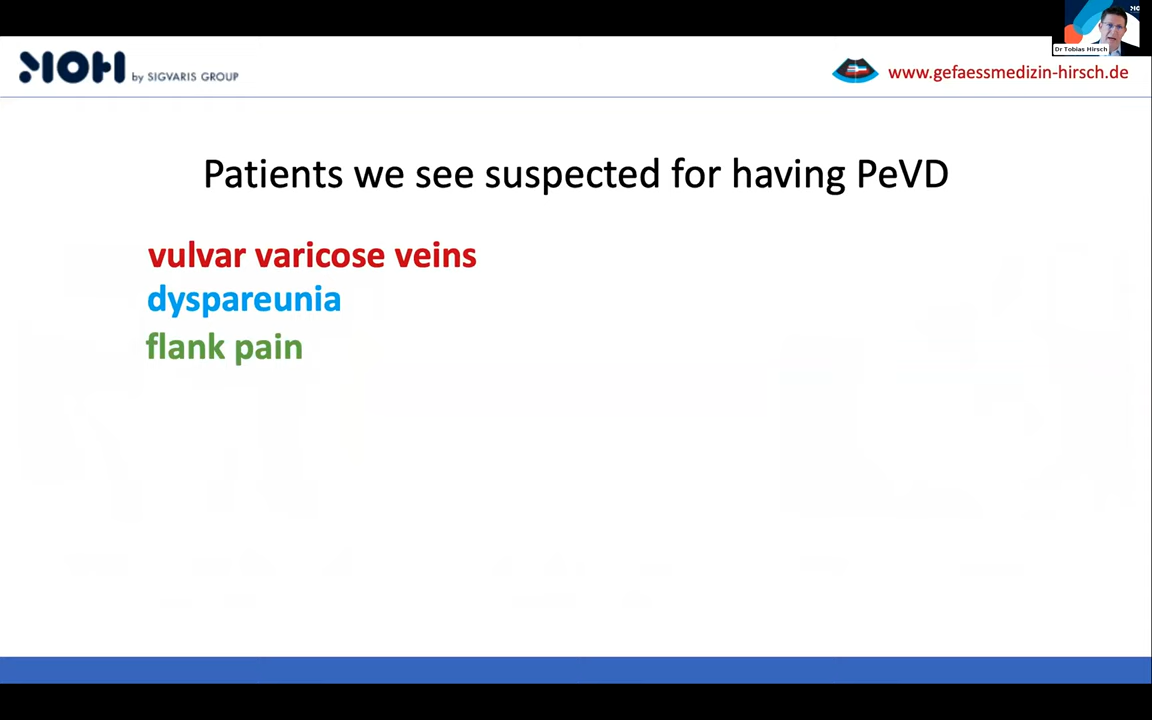 Dr Tobias Hirsch
by SIGVARIS GROUP
www.gefaessmedizin-hirsch.de
Patients we see suspected for having PeVD
vulvar varicose veins
dyspareunia
flank pain